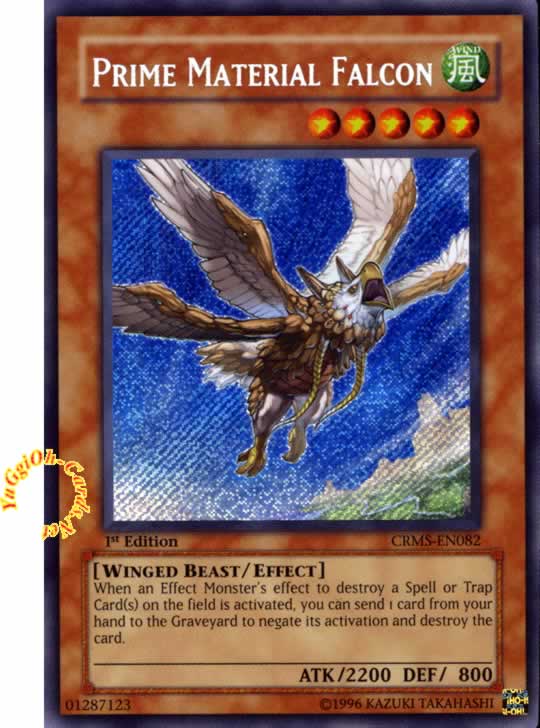 PRIME MATERIAL FALCON
WIND
風
1st Edition
CRMS-EN082
[WINGED BEAST/EFFECT]
When an Effect Monster's effect to destroy a Spell or Trap
Card(s) on the field is activated, you can send 1 card from your
hand to the Graveyard to negate its activation and destroy the
card.
ATK/2200 DEF/ 800
01287123
©1996 KAZUKI TAKAHASHI
YuGgiOh-Cards.Net